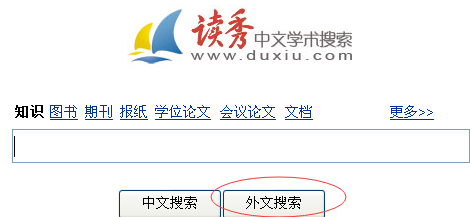 读秀中文学术搜索
www.duxiu.com
知识 图书 期刊 报纸 学位论文 会议论文 文档 更多>>
中文搜索 外文搜索